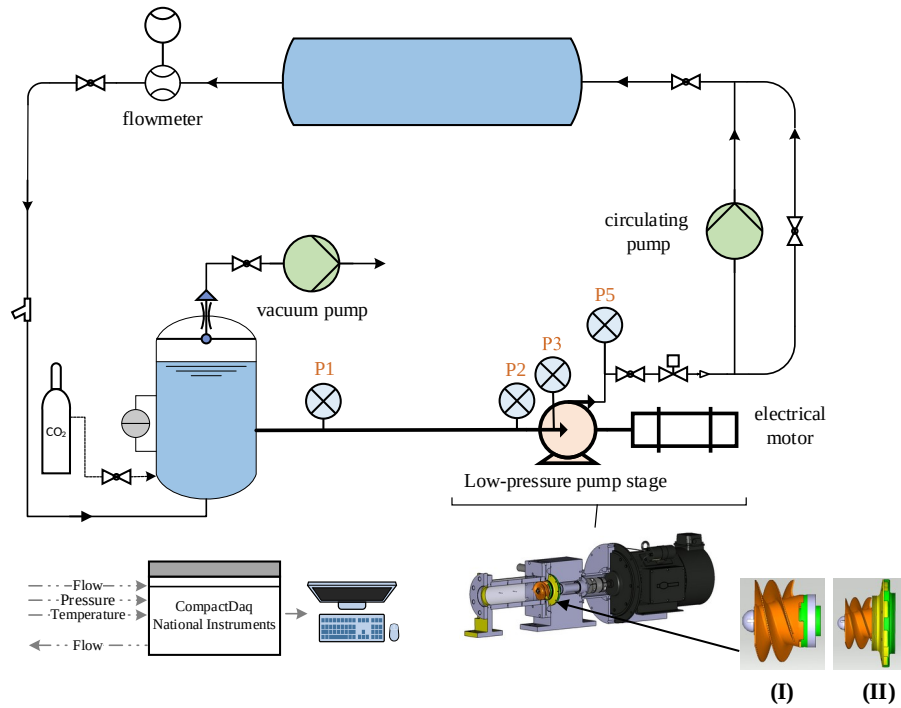 flowmeter
circulating
pump
vacuum pump
P5
P3
P1
P2
CO2
electrical
motor
Low-pressure pump stage
Flow
Pressure
Temperature
Flow
CompactDaq
National Instruments
(I)
(II)